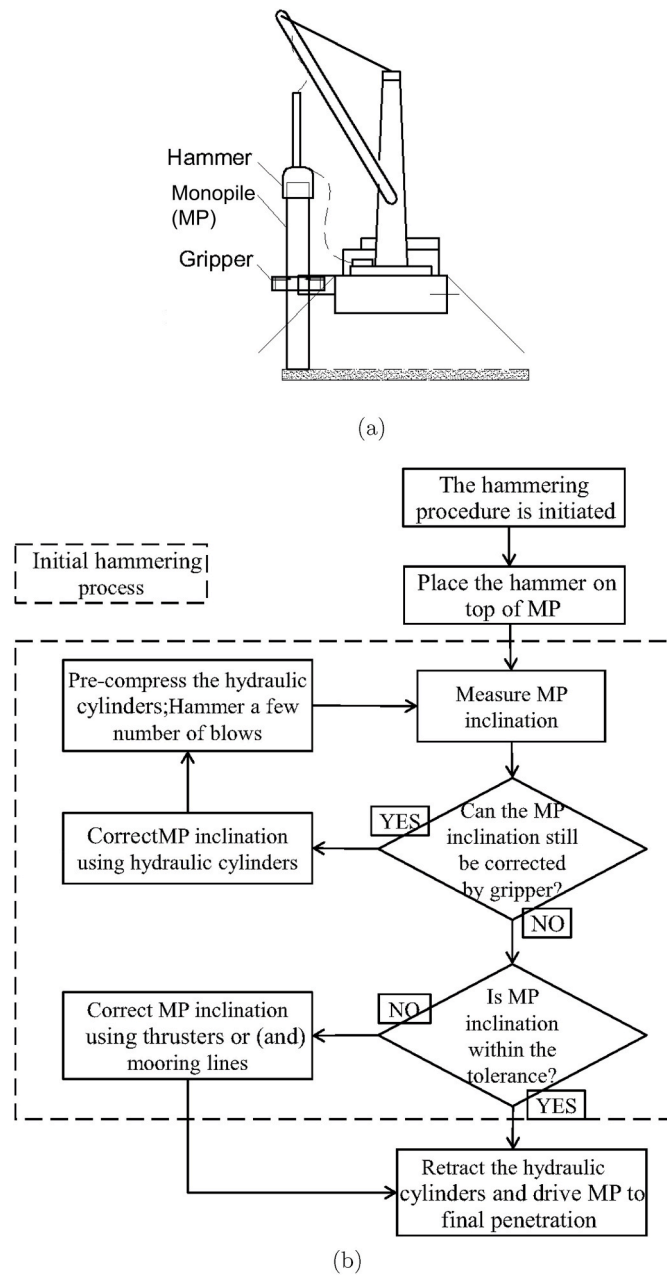 Hammer
Monopile
(MP)
Gripper
(a)
The hammering
procedure is initiated
Initial hammering
process
Place the hammer on
top of MP
Pre-compress the hydraulic
cylinders;Hammer a few
number of blows
Measure MP
inclination
YES
Can the MP
inclination still
be corrected
by gripper?
CorrectMP inclination
using hydraulic cylinders
NO
Correct MP inclination
using thrusters or (and)
mooring lines
NO
Is MP
inclination
within the
tolerance?
YES
Retract the hydraulic
cylinders and drive MP to
final penetration
(b)